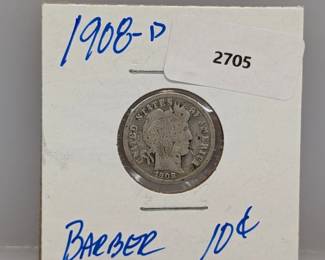 1908-D
2705
UNITED STATES OF AMERICA
1908
BARBER 10¢